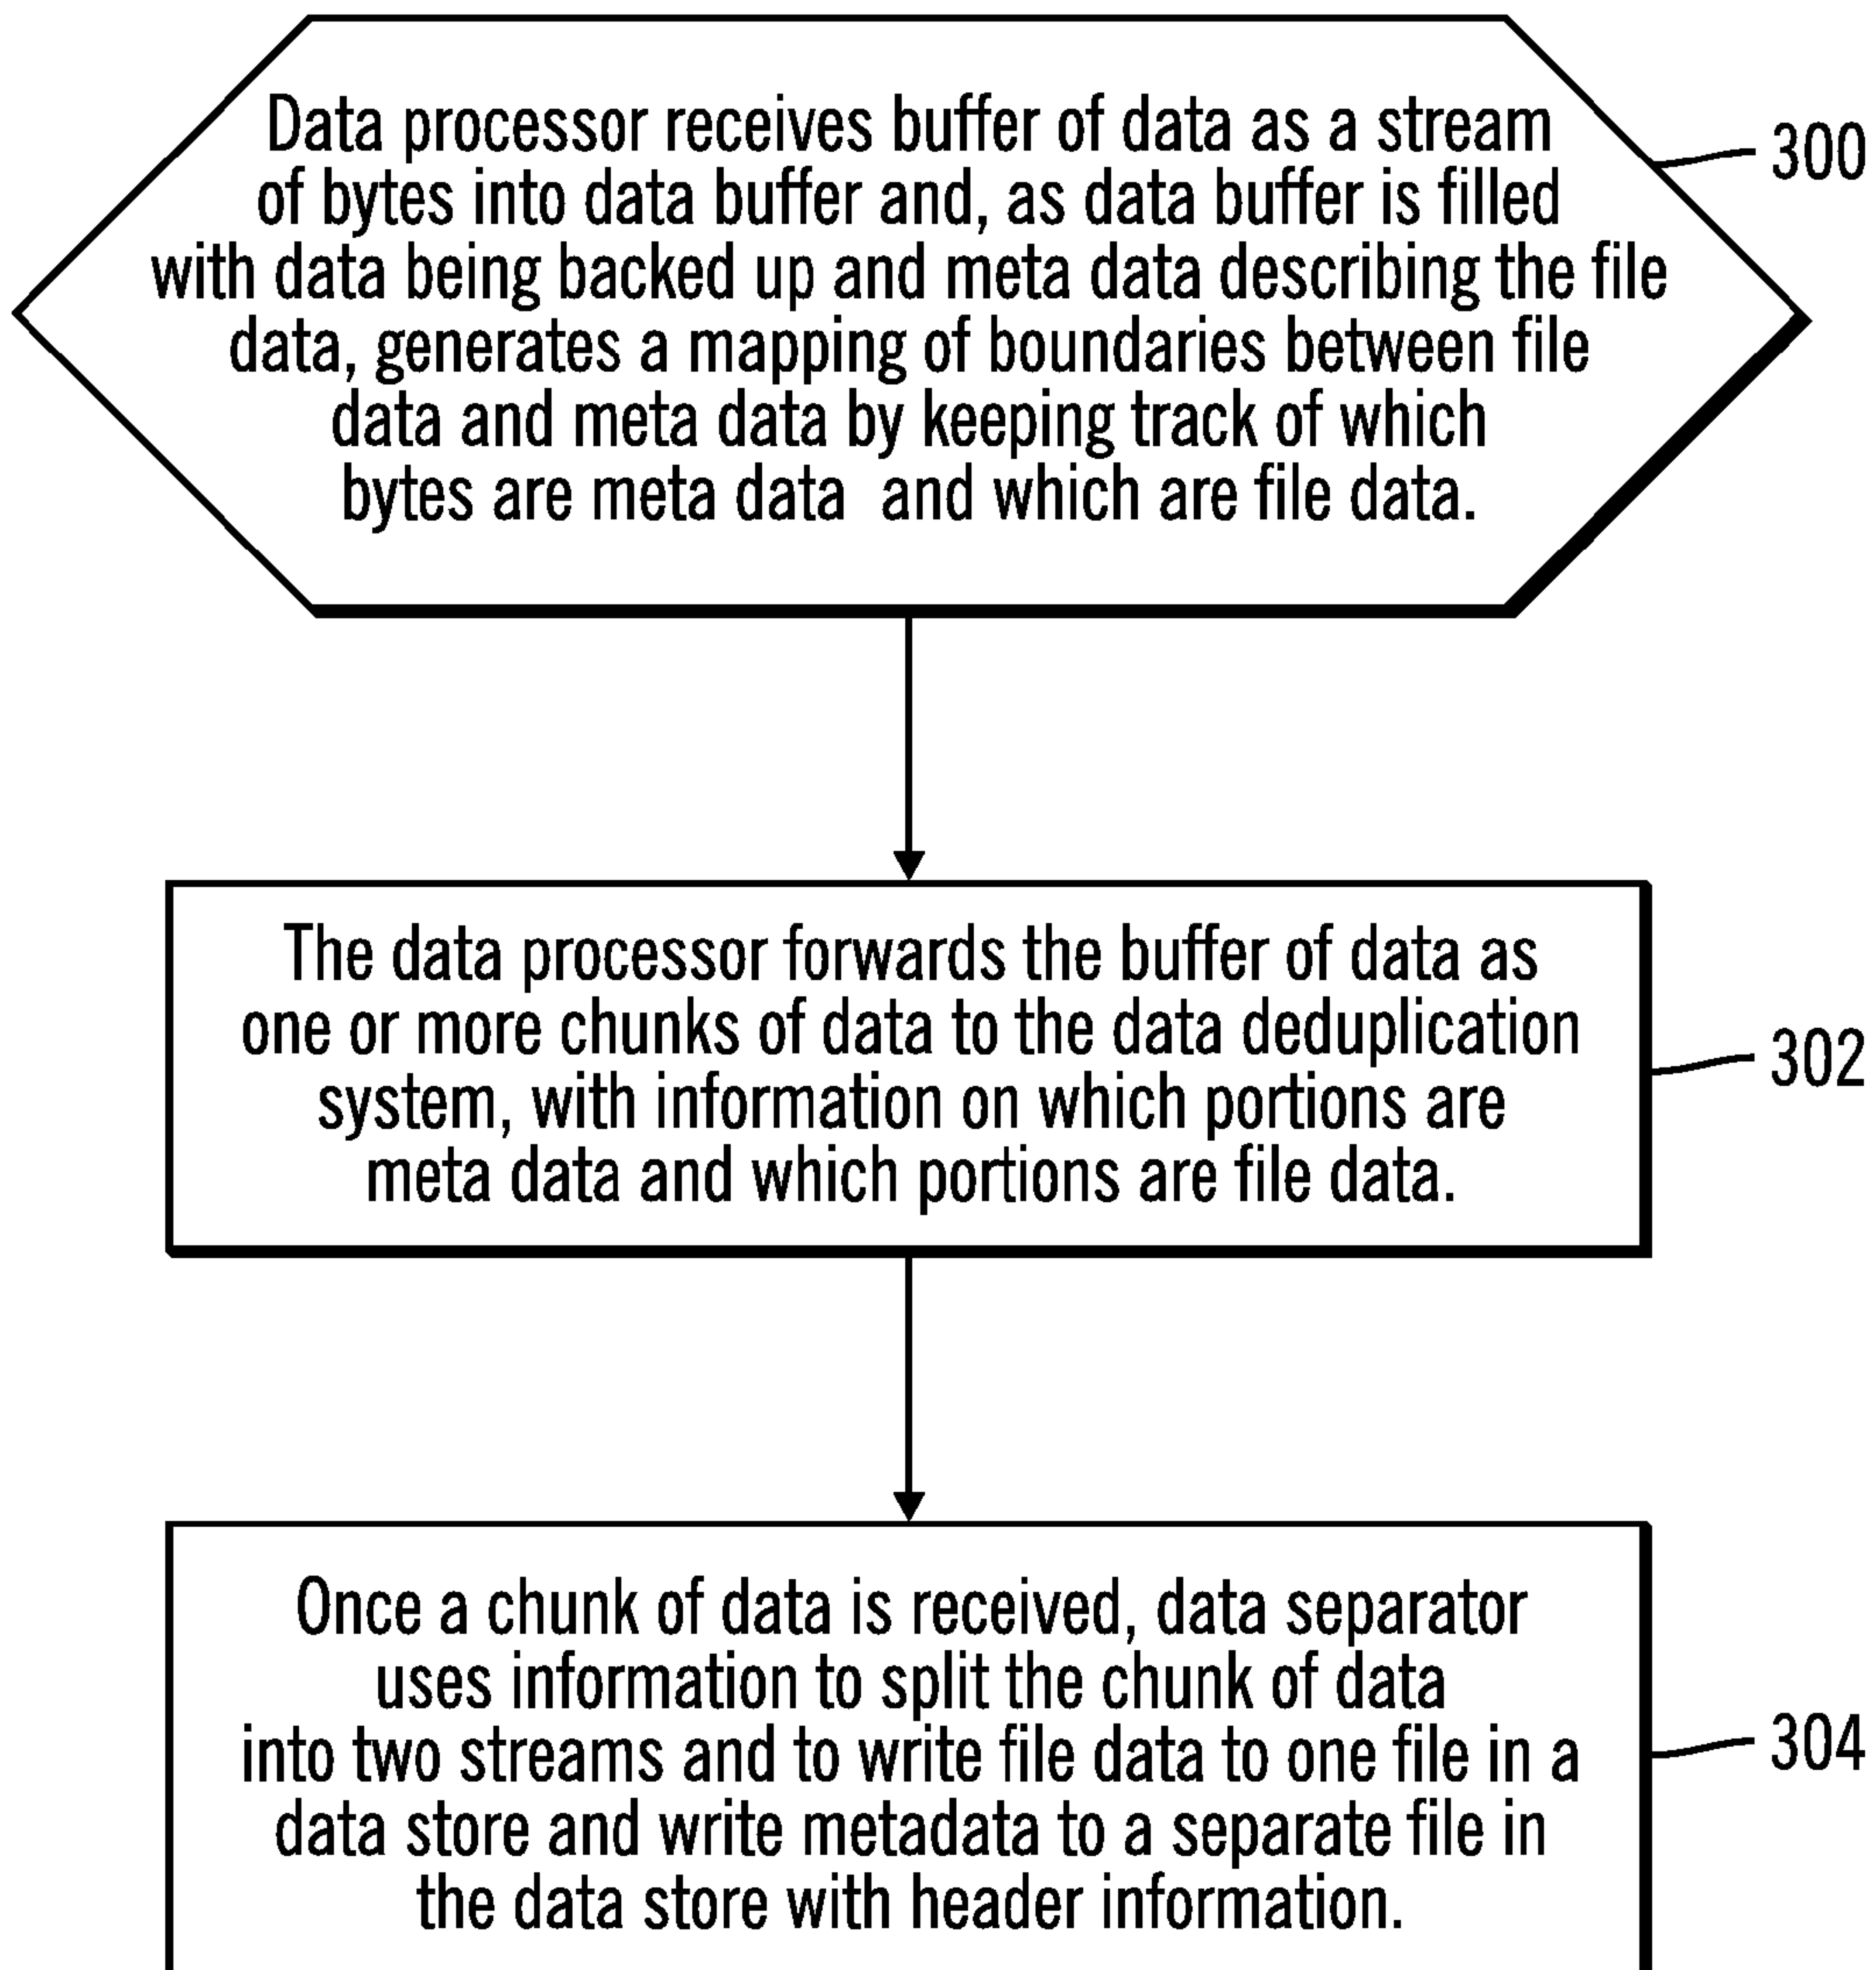 Data processor receives buffer of data as a stream
of bytes into data buffer and, as data buffer is filled
with data being backed up and meta data describing the file
data, generates a mapping of boundaries between file
data and meta data by keeping track of which
bytes are meta data  and which are file data.
300
The data processor forwards the buffer of data as
one or more chunks of data to the data deduplication
system, with information on which portions are
meta data and which portions are file data.
302
Once a chunk of data is received, data separator
uses information to split the chunk of data
into two streams and to write file data to one file in a
data store and write metadata to a separate file in
the data store with header information.
304